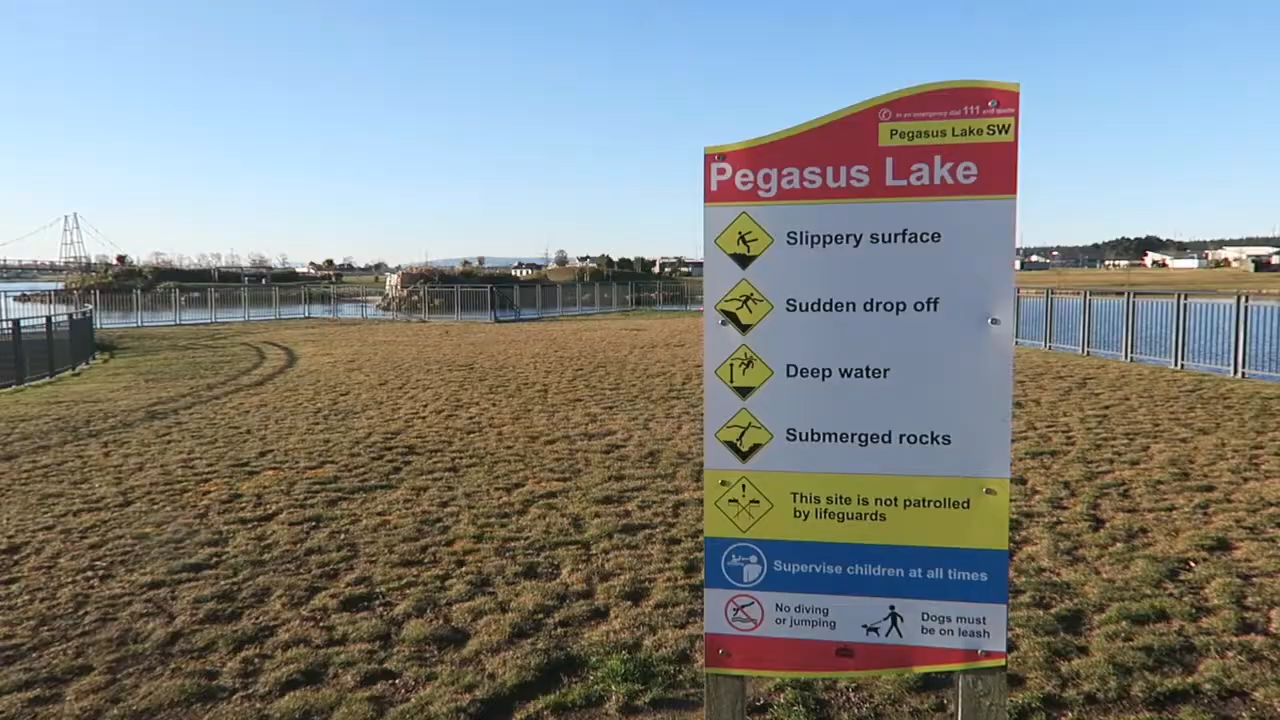 In an emergency dial 111 and quote
Pegasus Lake SW
Pegasus Lake
Slippery surface
Sudden drop off
Deep water
Submerged rocks
This site is not patrolled
by lifeguards
Supervise children at all times
No diving
or jumping
Dogs must
be on leash